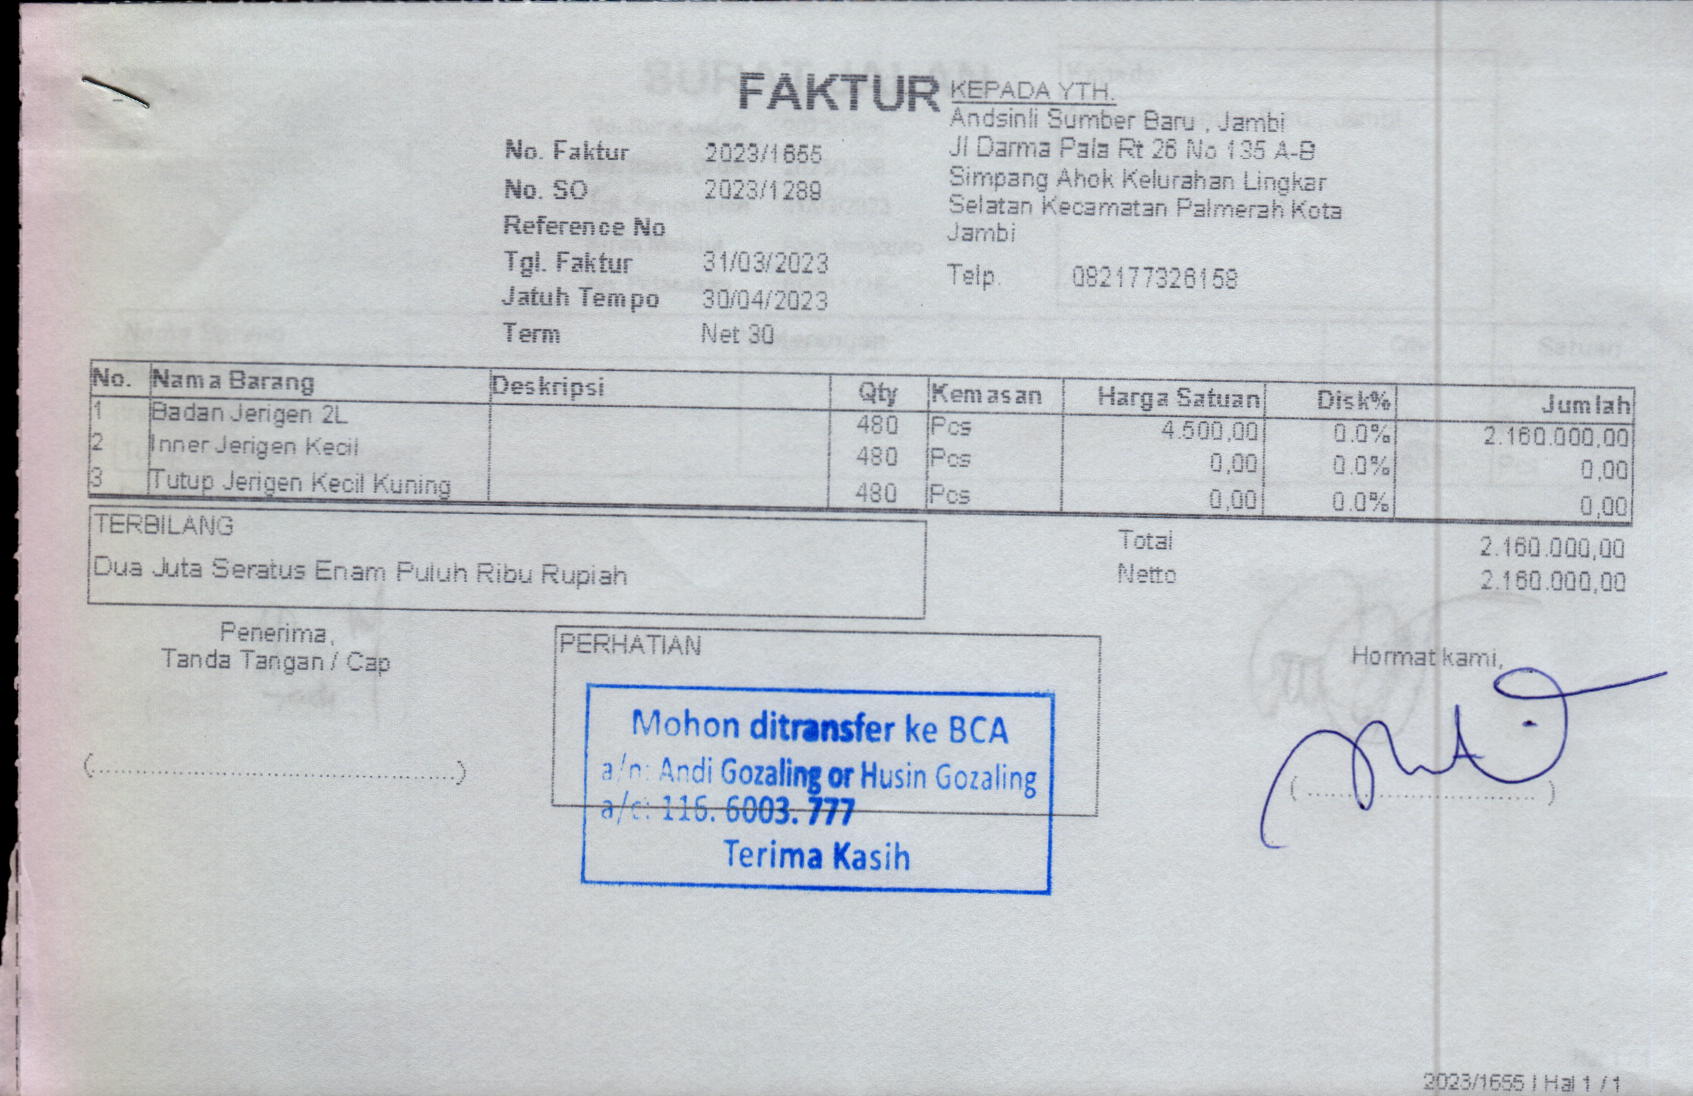 FAKTUR
KEPADA YTH.
Andsinli Sumber Baru , Jambi
Jl Darma Pala Rt 26 No 135 A-B
Simpang Ahok Kelurahan Lingkar
Selatan Kecamatan Palmerah Kota
Jambi
Telp. 082177326158
No. Faktur 2023/1655
No. SO 2023/1289
Reference No
Tgl. Faktur 31/03/2023
Jatuh Tempo 30/04/2023
Term Net 30
No. Nama Barang Deskripsi Qty Kemasan Harga Satuan Disk% Jumlah
1 Badan Jerigen 2L 480 Pcs 4.500,00 0.0% 2.160.000,00
2 Inner Jerigen Kecil 480 Pcs 0,00 0.0% 0,00
3 Tutup Jerigen Kecil Kuning 480 Pcs 0,00 0.0% 0,00
TERBILANG
Dua Juta Seratus Enam Puluh Ribu Rupiah
Total 2.160.000,00
Netto 2.160.000,00
Penerima,
Tanda Tangan / Cap
PERHATIAN
Mohon ditransfer ke BCA
a/n: Andi Gozaling or Husin Gozaling
a/c: 116. 6003. 777
Terima Kasih
Hormat kami,
2023/1655 | Hal 1 / 1